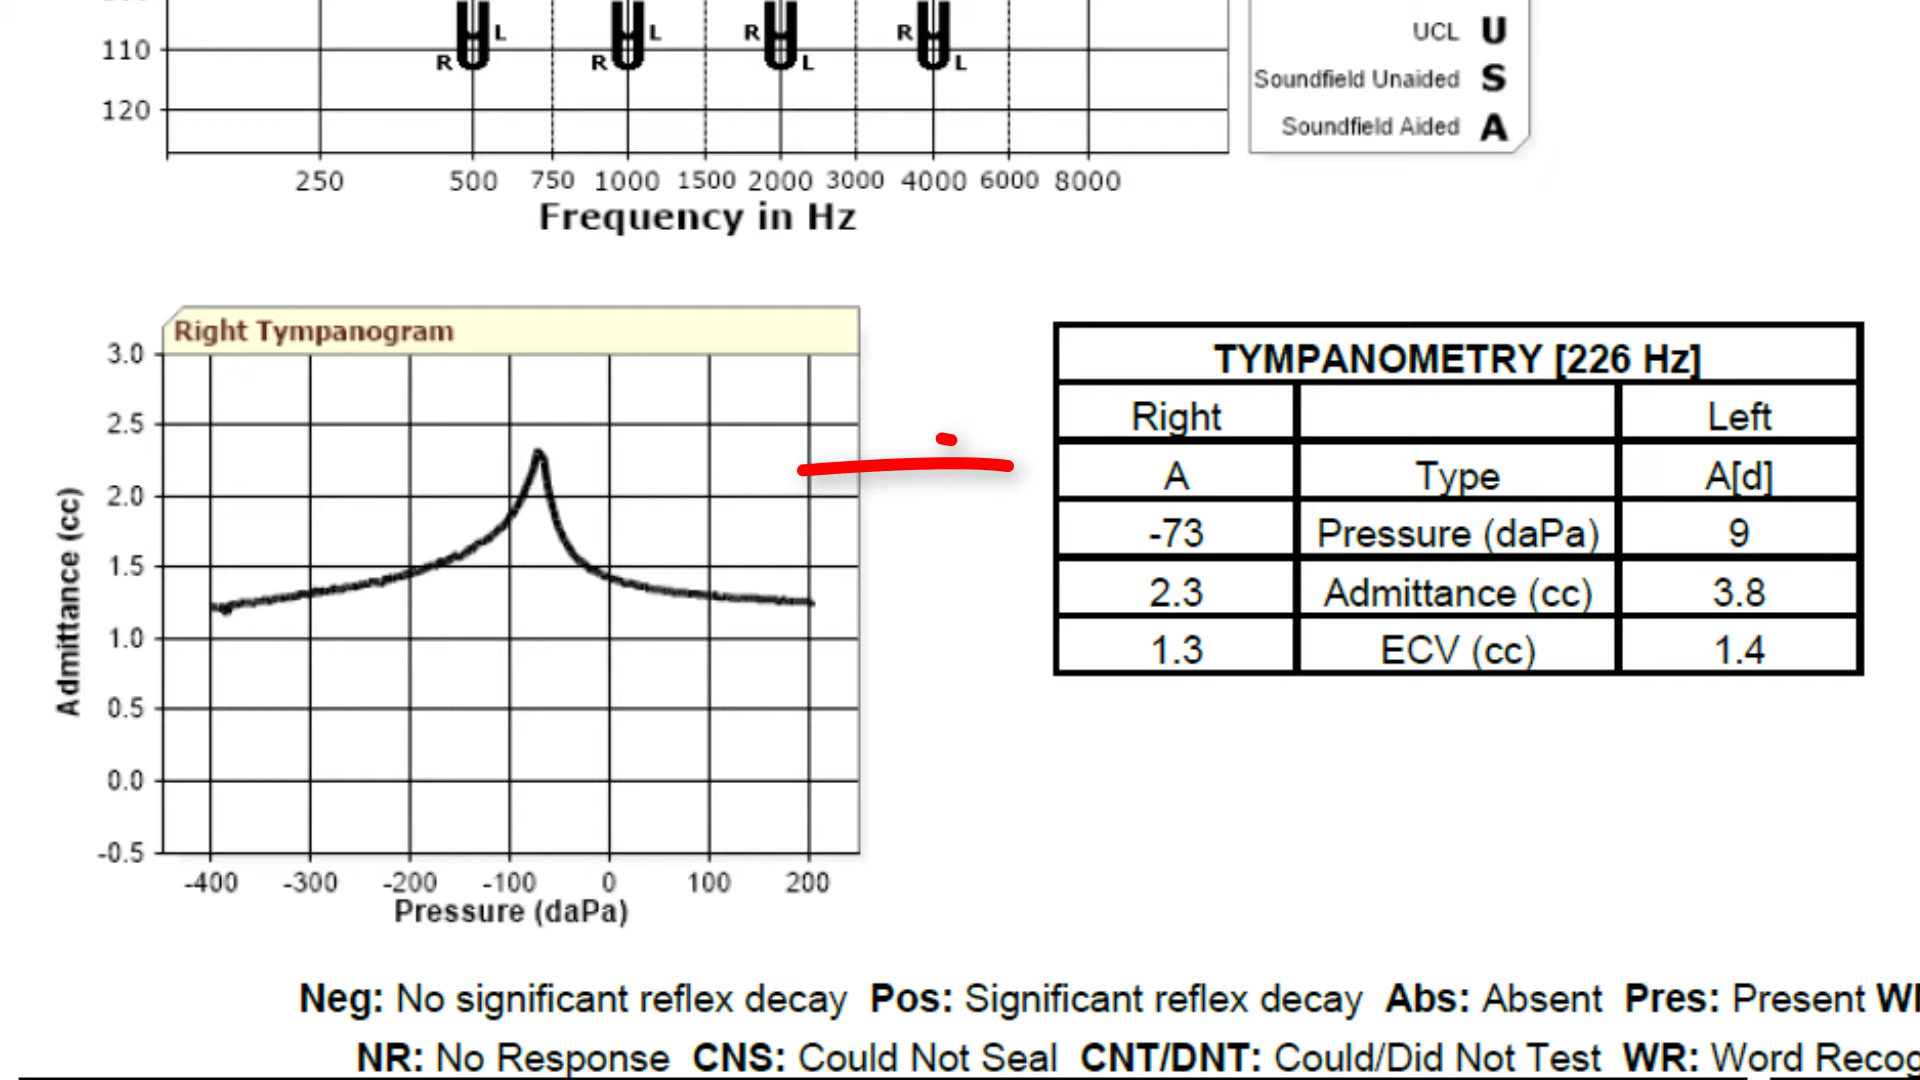 110
120
R U L
R U L
R U L
R U L
250 500 750 1000 1500 2000 3000 4000 6000 8000
Frequency in Hz
UCL U
Soundfield Unaided S
Soundfield Aided A
Right Tympanogram
3.0
2.5
2.0
1.5
1.0
0.5
0.0
-0.5
Admittance (cc)
-400 -300 -200 -100 0 100 200
Pressure (daPa)
TYMPANOMETRY [226 Hz]
Right Left
A Type A[d]
-73 Pressure (daPa) 9
2.3 Admittance (cc) 3.8
1.3 ECV (cc) 1.4
Neg: No significant reflex decay Pos: Significant reflex decay Abs: Absent Pres: Present
NR: No Response CNS: Could Not Seal CNT/DNT: Could/Did Not Test WR: Word